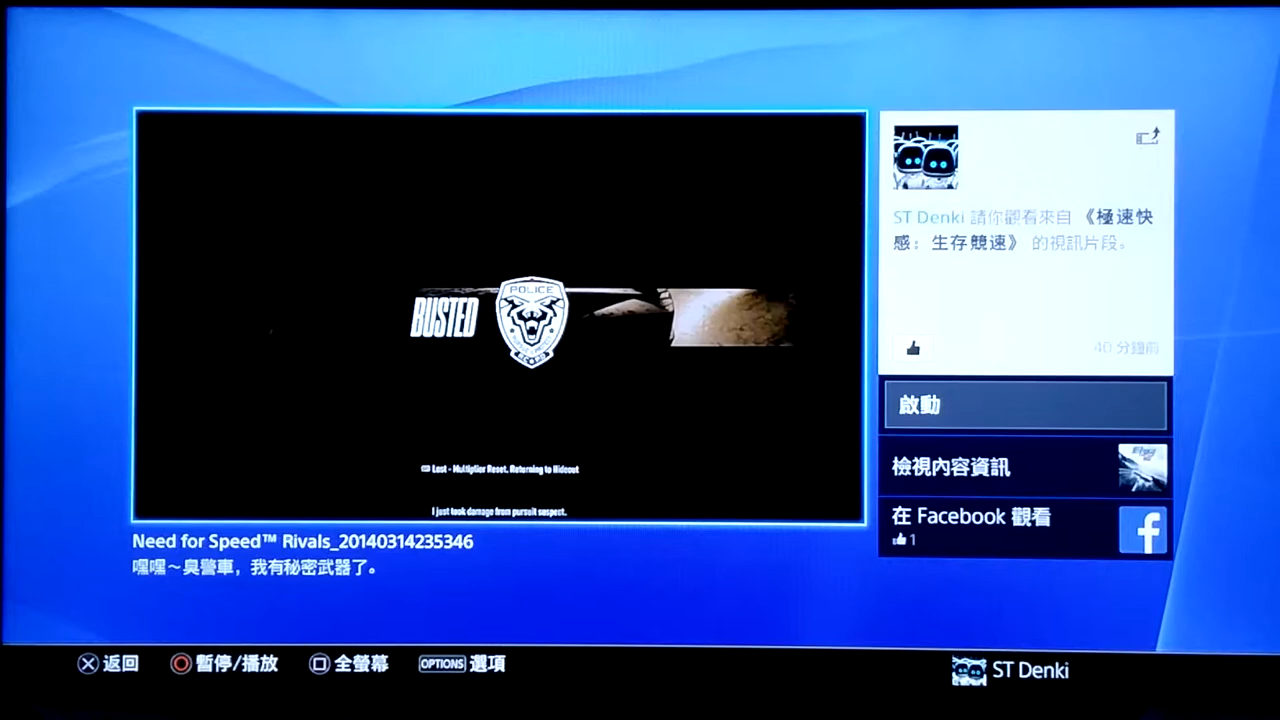 BUSTED
POLICE
Lost - Multiplier Reset. Returning to Hideout
I just took damage from pursuit suspect.
Need for Speed™ Rivals_20140314235346
嘿嘿～臭警車，我有秘密武器了。
ST Denki 請你觀看來自《極速快
感：生存競速》的視訊片段。
40 分鐘前
啟動
檢視內容資訊
在 Facebook 觀看
1
返回
暫停/播放
全螢幕
OPTIONS 選項
ST Denki